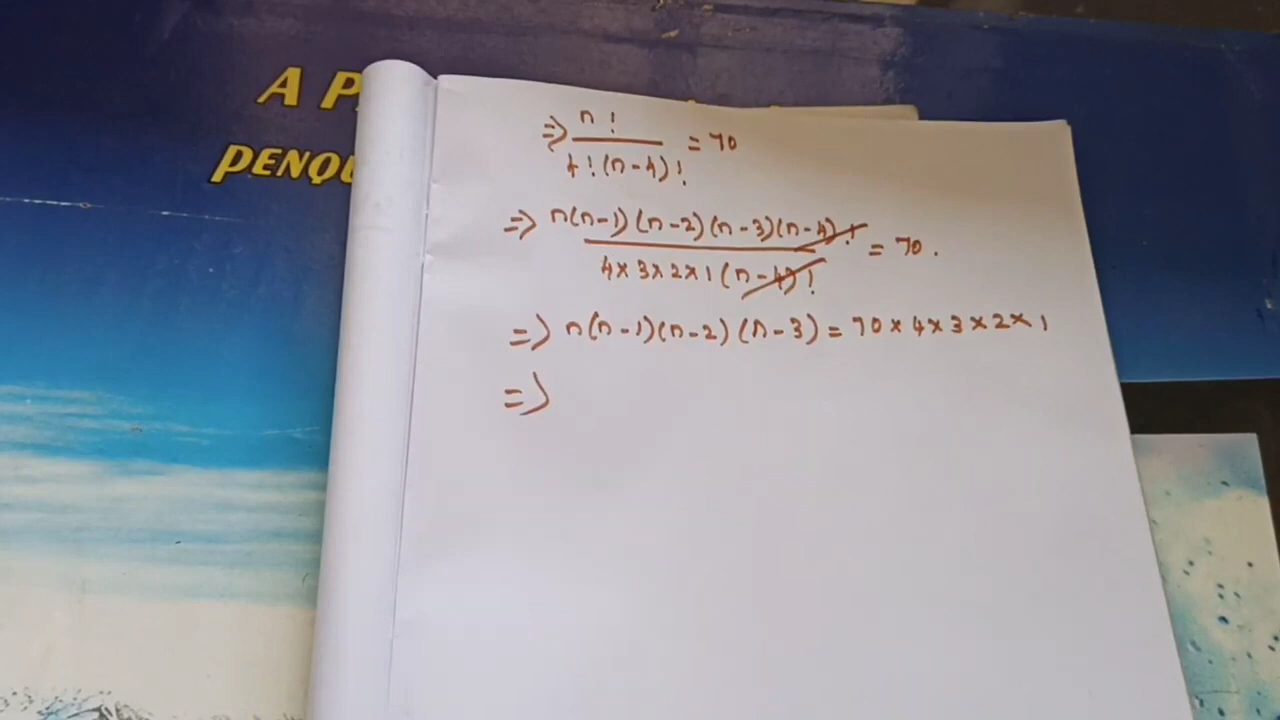 A P
PENQU
=> n! / 4!(n-4)! = 70
=> n(n-1)(n-2)(n-3)(n-4)! / 4×3×2×1(n-4)! = 70.
=> n(n-1)(n-2)(n-3) = 70×4×3×2×1
=>